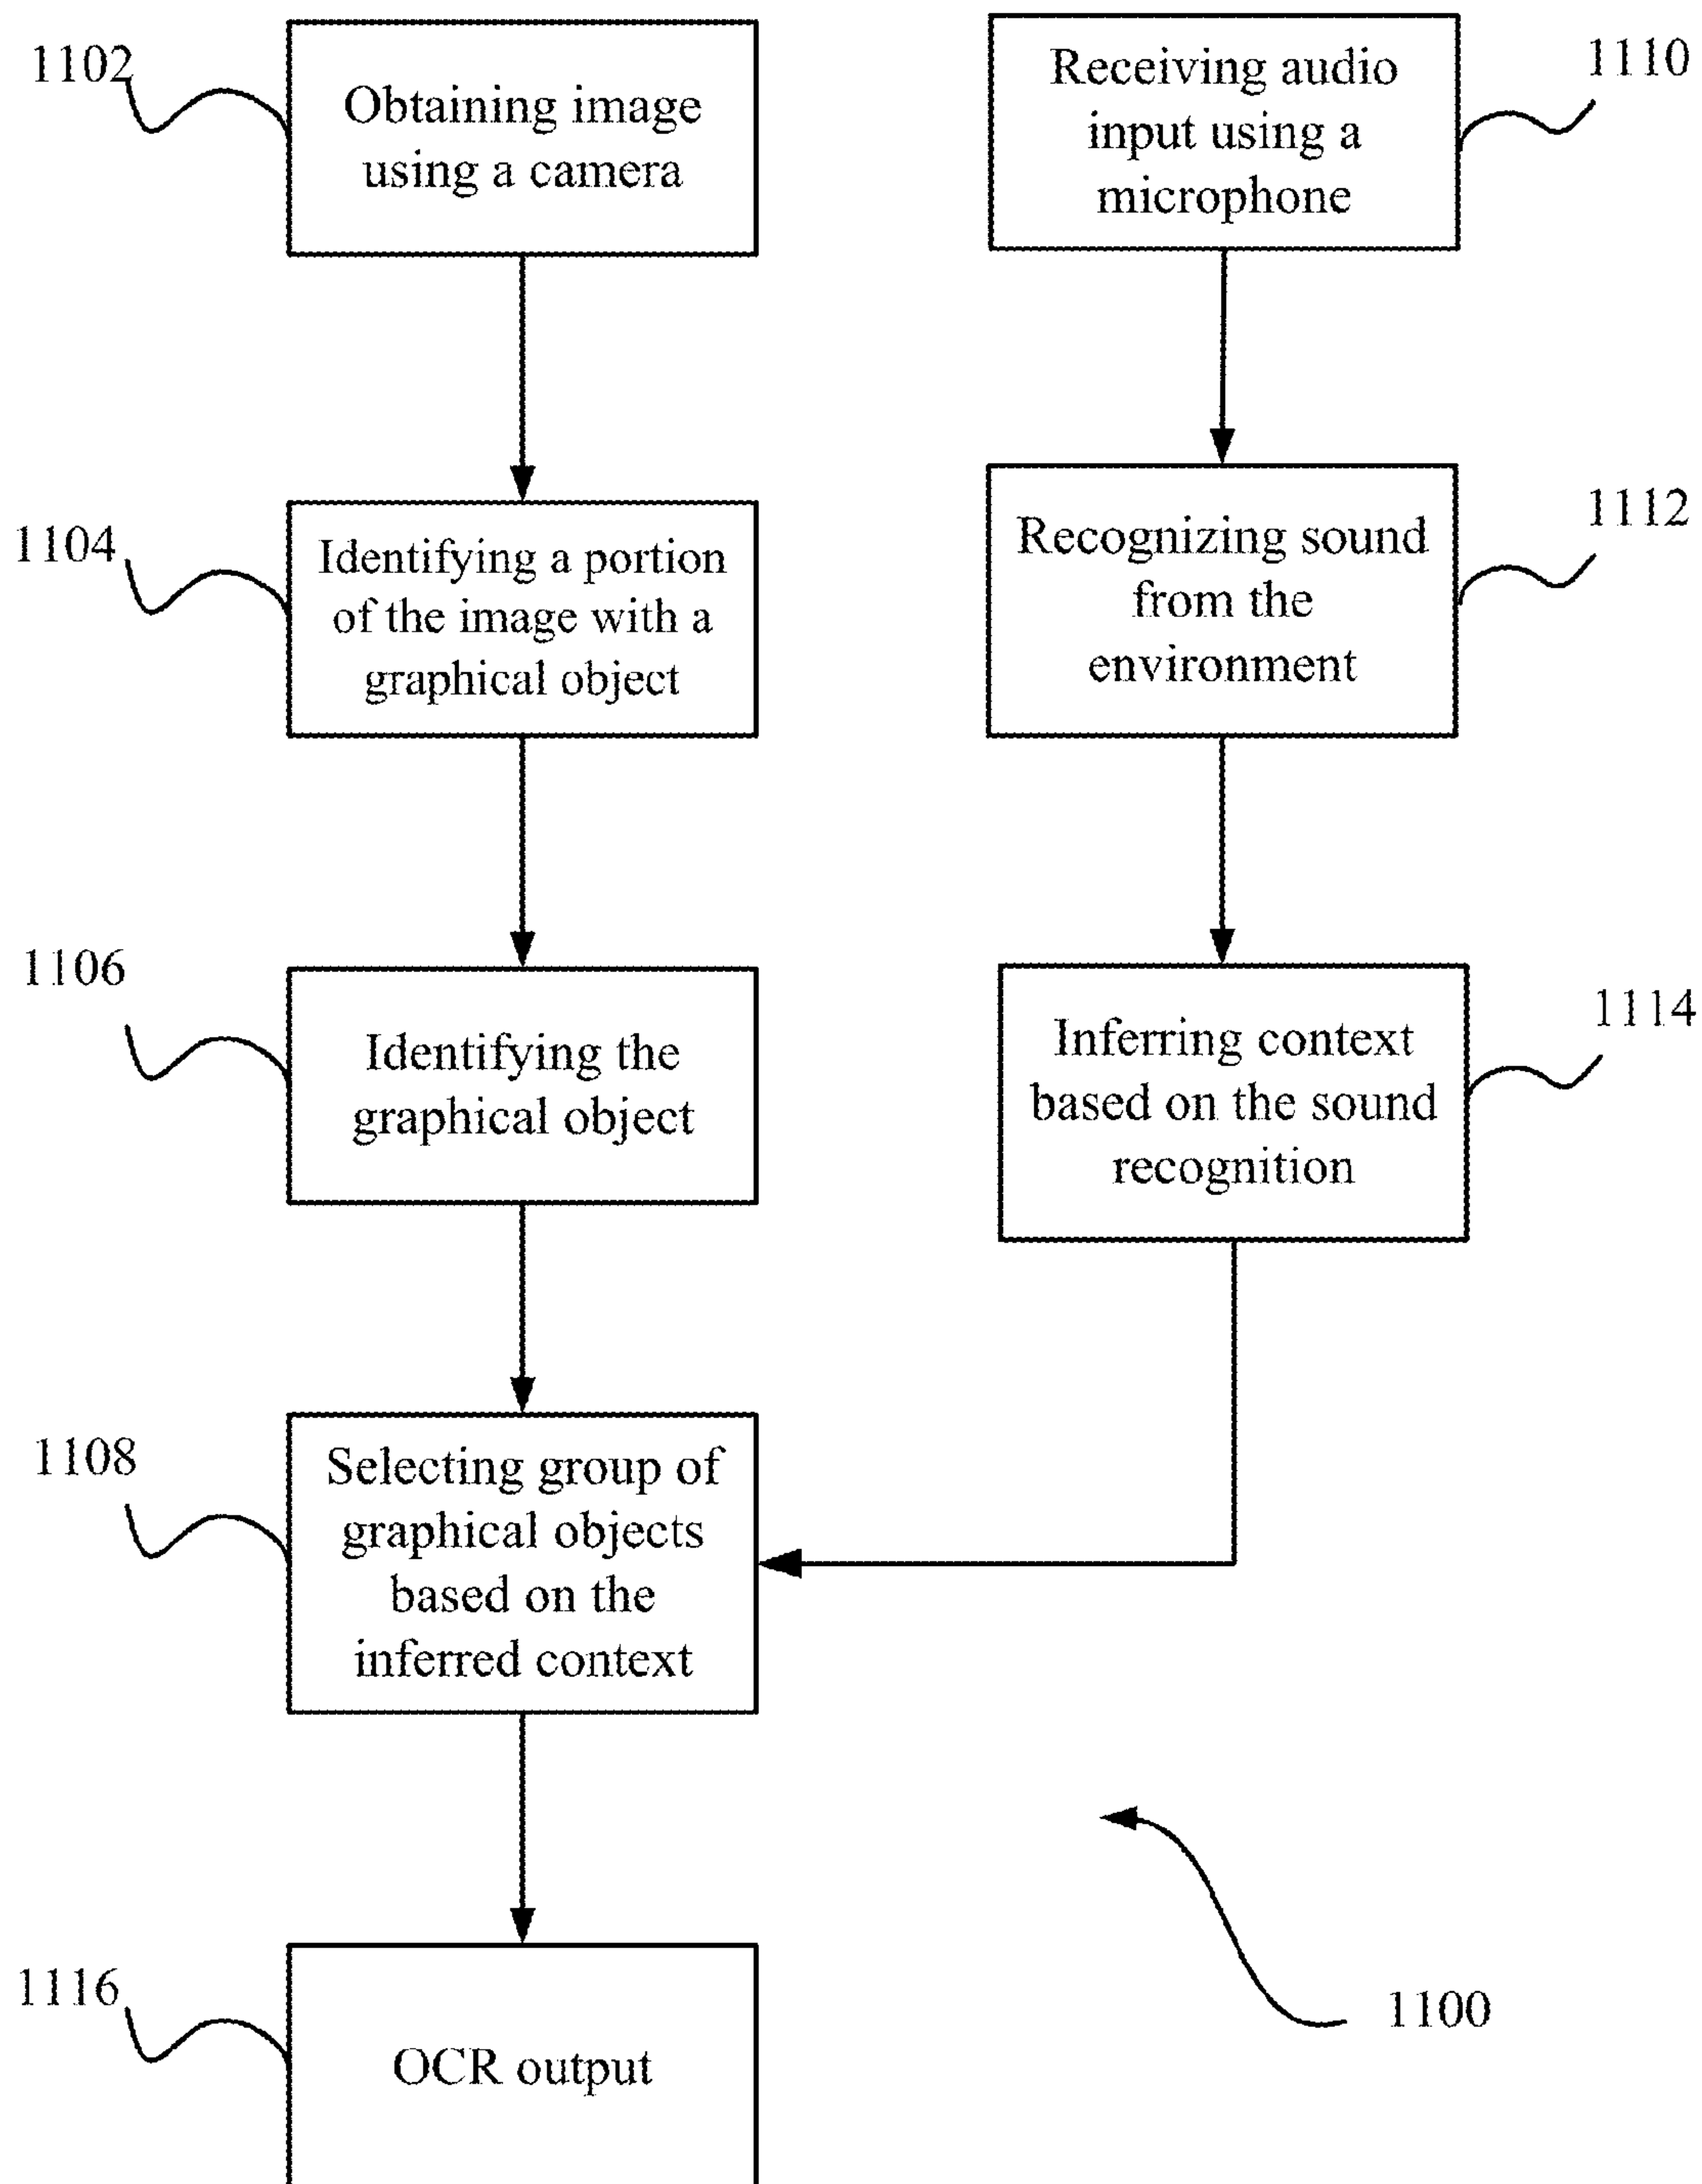 1102
Obtaining image
using a camera
1110
Receiving audio
input using a
microphone
1104
Identifying a portion
of the image with a
graphical object
1112
Recognizing sound
from the
environment
1106
Identifying the
graphical object
1114
Inferring context
based on the sound
recognition
1108
Selecting group of
graphical objects
based on the
inferred context
1116
OCR output
1100